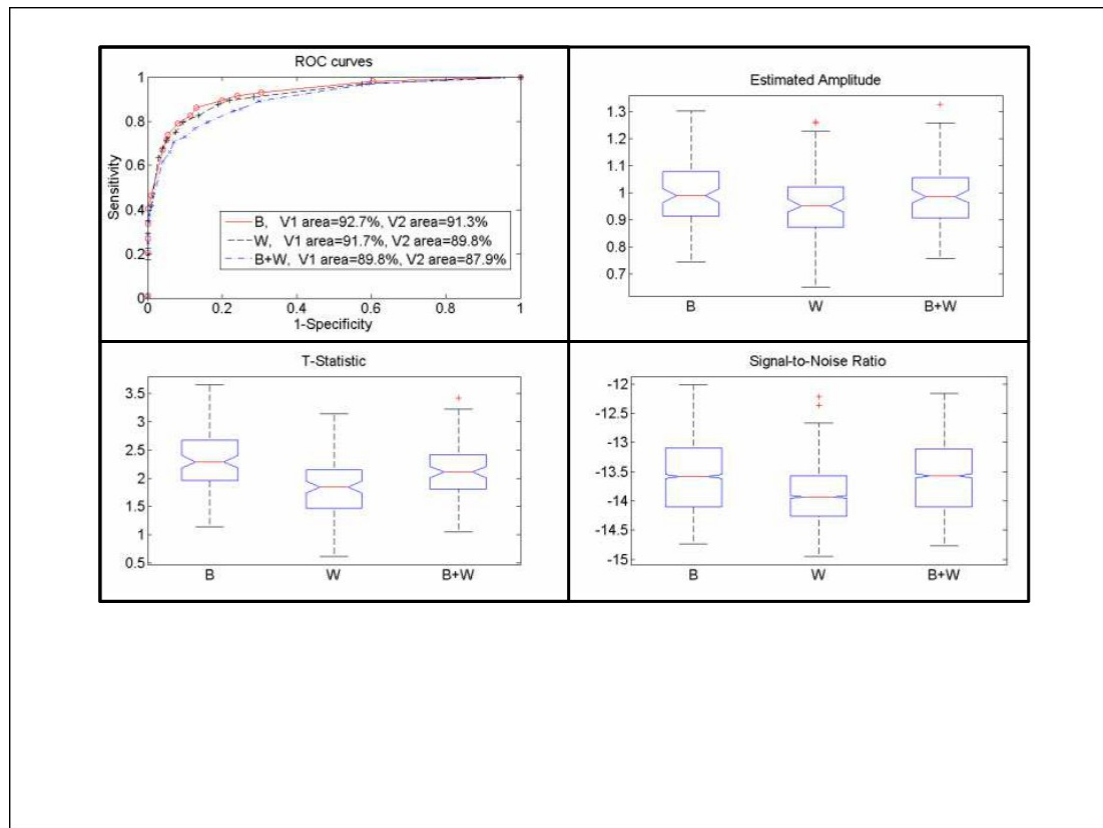 ROC curves
1
0.8
0.6
0.4
0.2
0
Sensitivity
B, V1 area=92.7%, V2 area=91.3%
W, V1 area=91.7%, V2 area=89.8%
B+W, V1 area=89.8%, V2 area=87.9%
0 0.2 0.4 0.6 0.8 1
1-Specificity
Estimated Amplitude
1.3
1.2
1.1
1
0.9
0.8
0.7
B W B+W
T-Statistic
3.5
3
2.5
2
1.5
1
0.5
B W B+W
Signal-to-Noise Ratio
-12
-12.5
-13
-13.5
-14
-14.5
-15
B W B+W